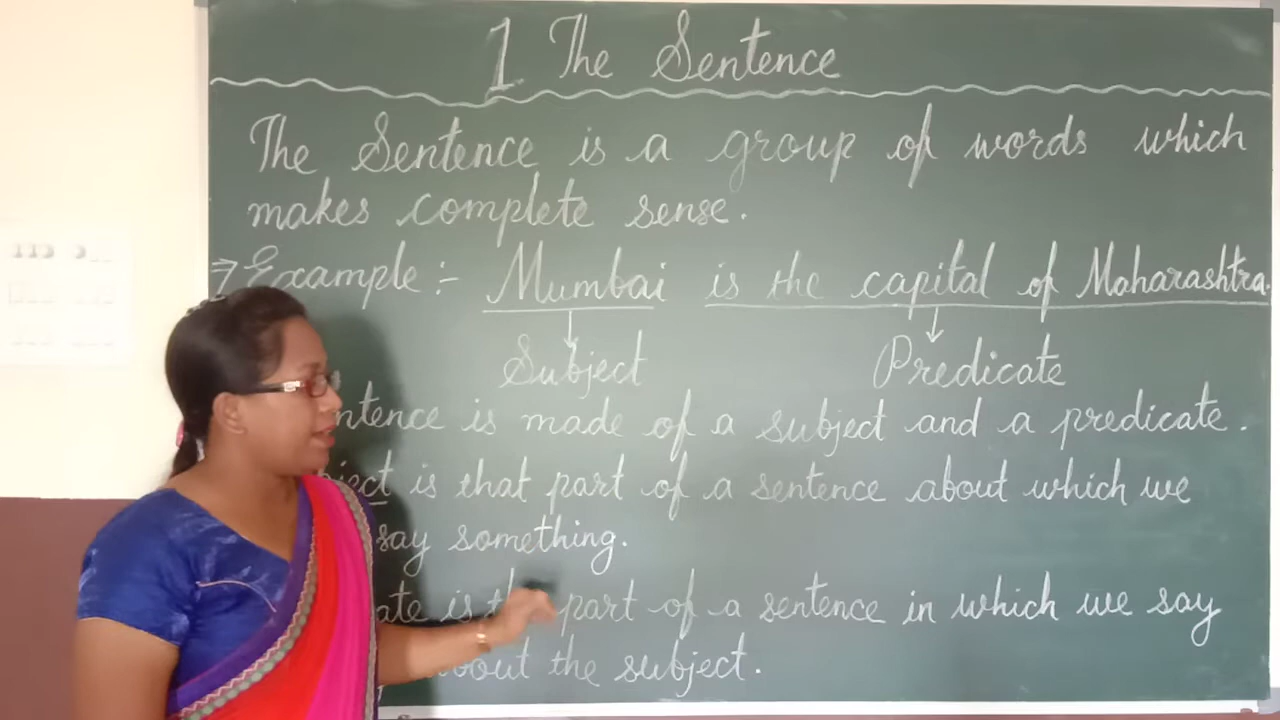 1 The Sentence
The Sentence is a group of words which
makes complete sense.
→ Example :- Mumbai is the capital of Maharashtra.
Subject Predicate
ntence is made of a subject and a predicate.
ject is that part of a sentence about which we
say something.
ate is part of a sentence in which we say
about the subject.